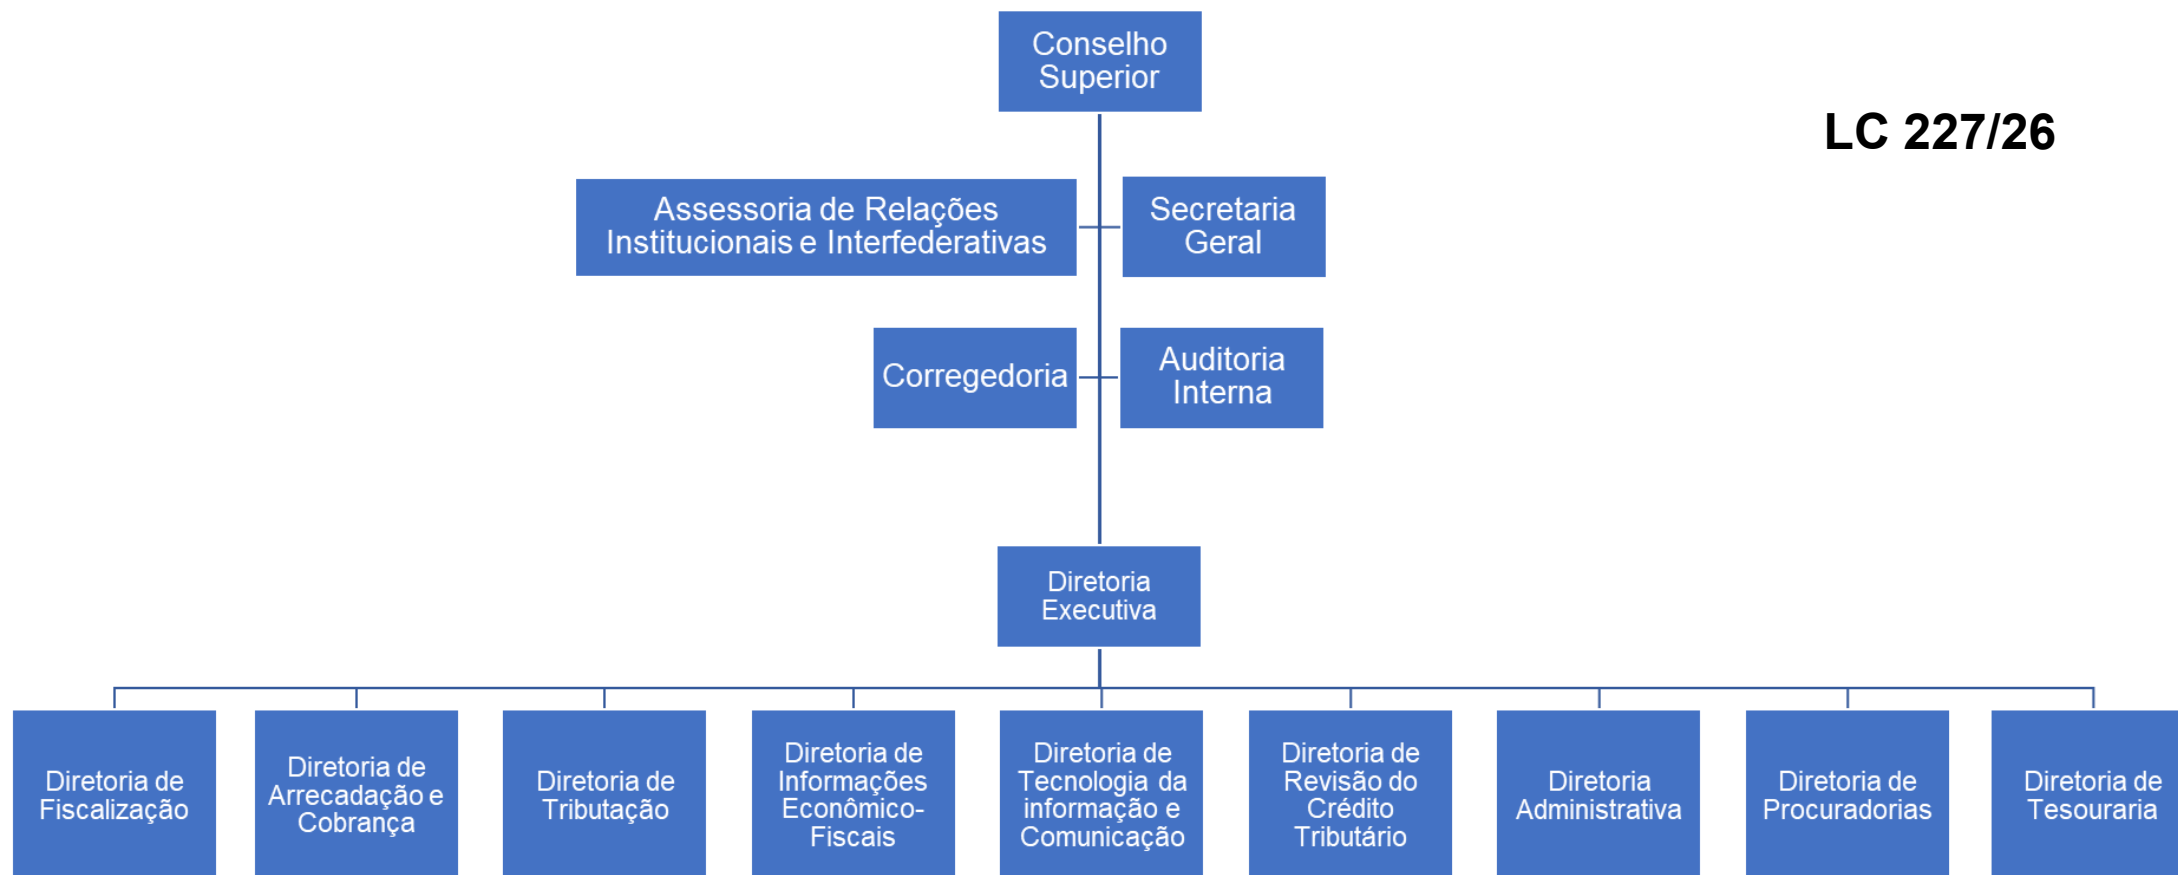 Conselho
Superior
LC 227/26
Assessoria de Relações
Institucionais e Interfederativas
Secretaria
Geral
Corregedoria
Auditoria
Interna
Diretoria
Executiva
Diretoria de
Fiscalização
Diretoria de
Arrecadação e
Cobrança
Diretoria de
Tributação
Diretoria de
Informações
Econômico-
Fiscais
Diretoria de
Tecnologia da
informação e
Comunicação
Diretoria de
Revisão do
Crédito
Tributário
Diretoria
Administrativa
Diretoria de
Procuradorias
Diretoria de
Tesouraria